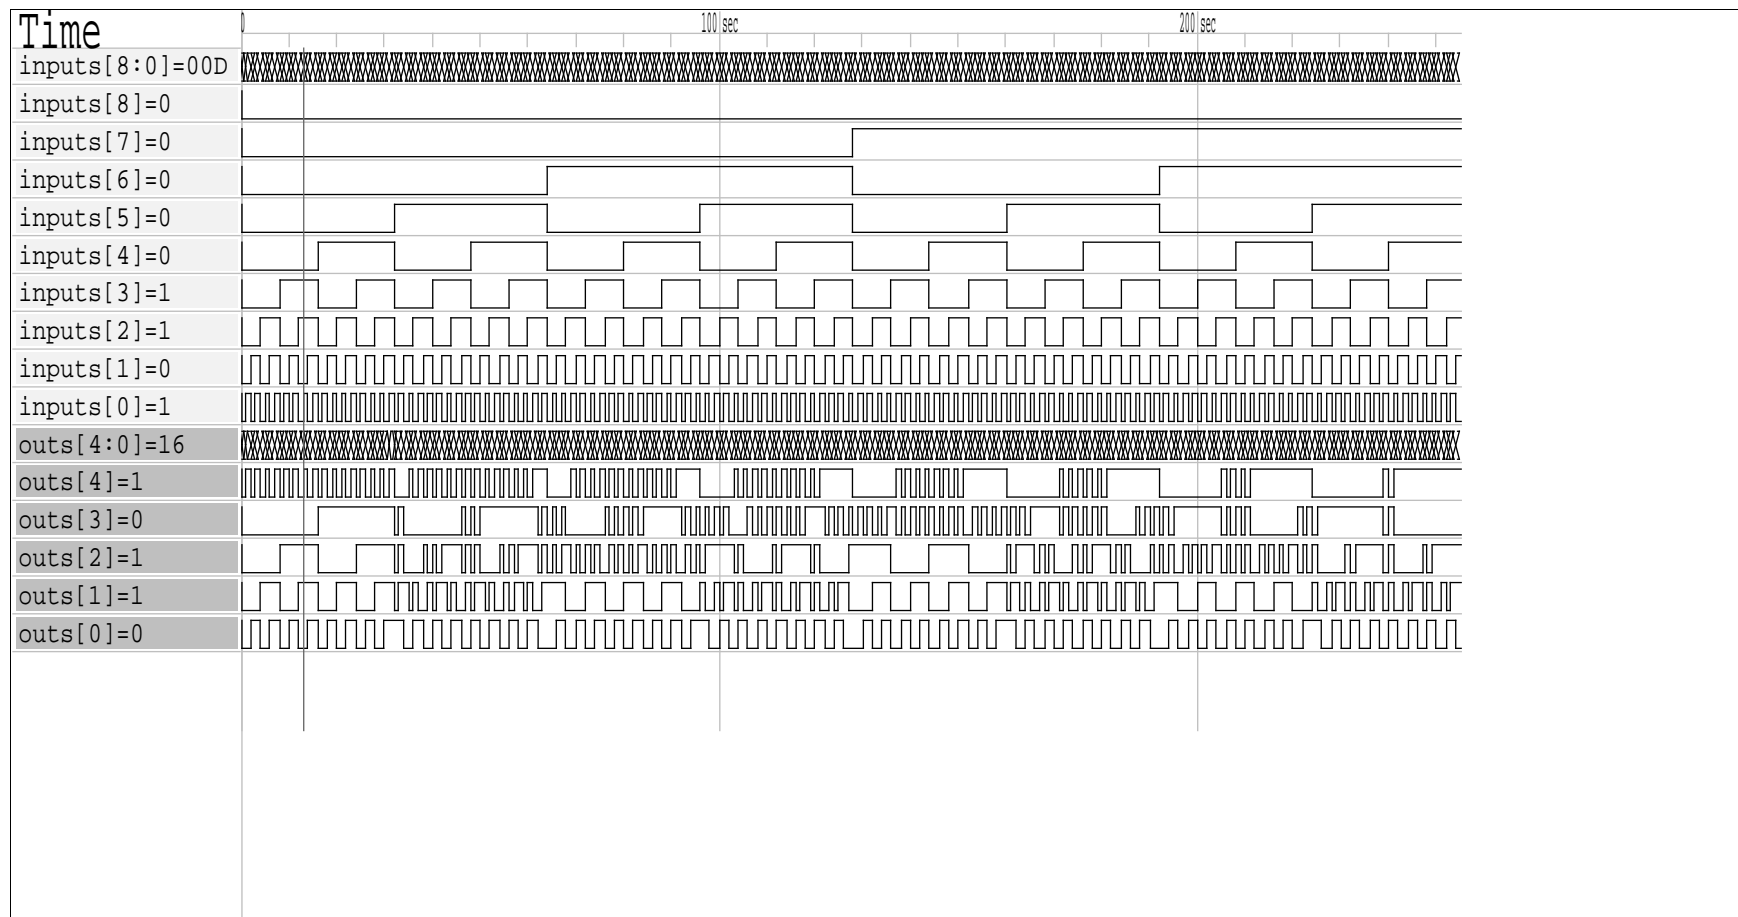 Time
0 100 sec 200 sec
inputs[8:0]=00D
inputs[8]=0
inputs[7]=0
inputs[6]=0
inputs[5]=0
inputs[4]=0
inputs[3]=1
inputs[2]=1
inputs[1]=0
inputs[0]=1
outs[4:0]=16
outs[4]=1
outs[3]=0
outs[2]=1
outs[1]=1
outs[0]=0